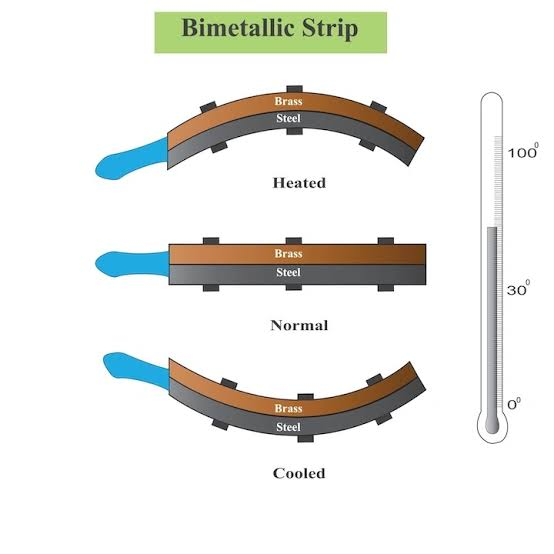 Bimetallic Strip
Brass
Steel
Heated
100⁰
Brass
Steel
30⁰
Normal
Brass
Steel
0⁰
Cooled